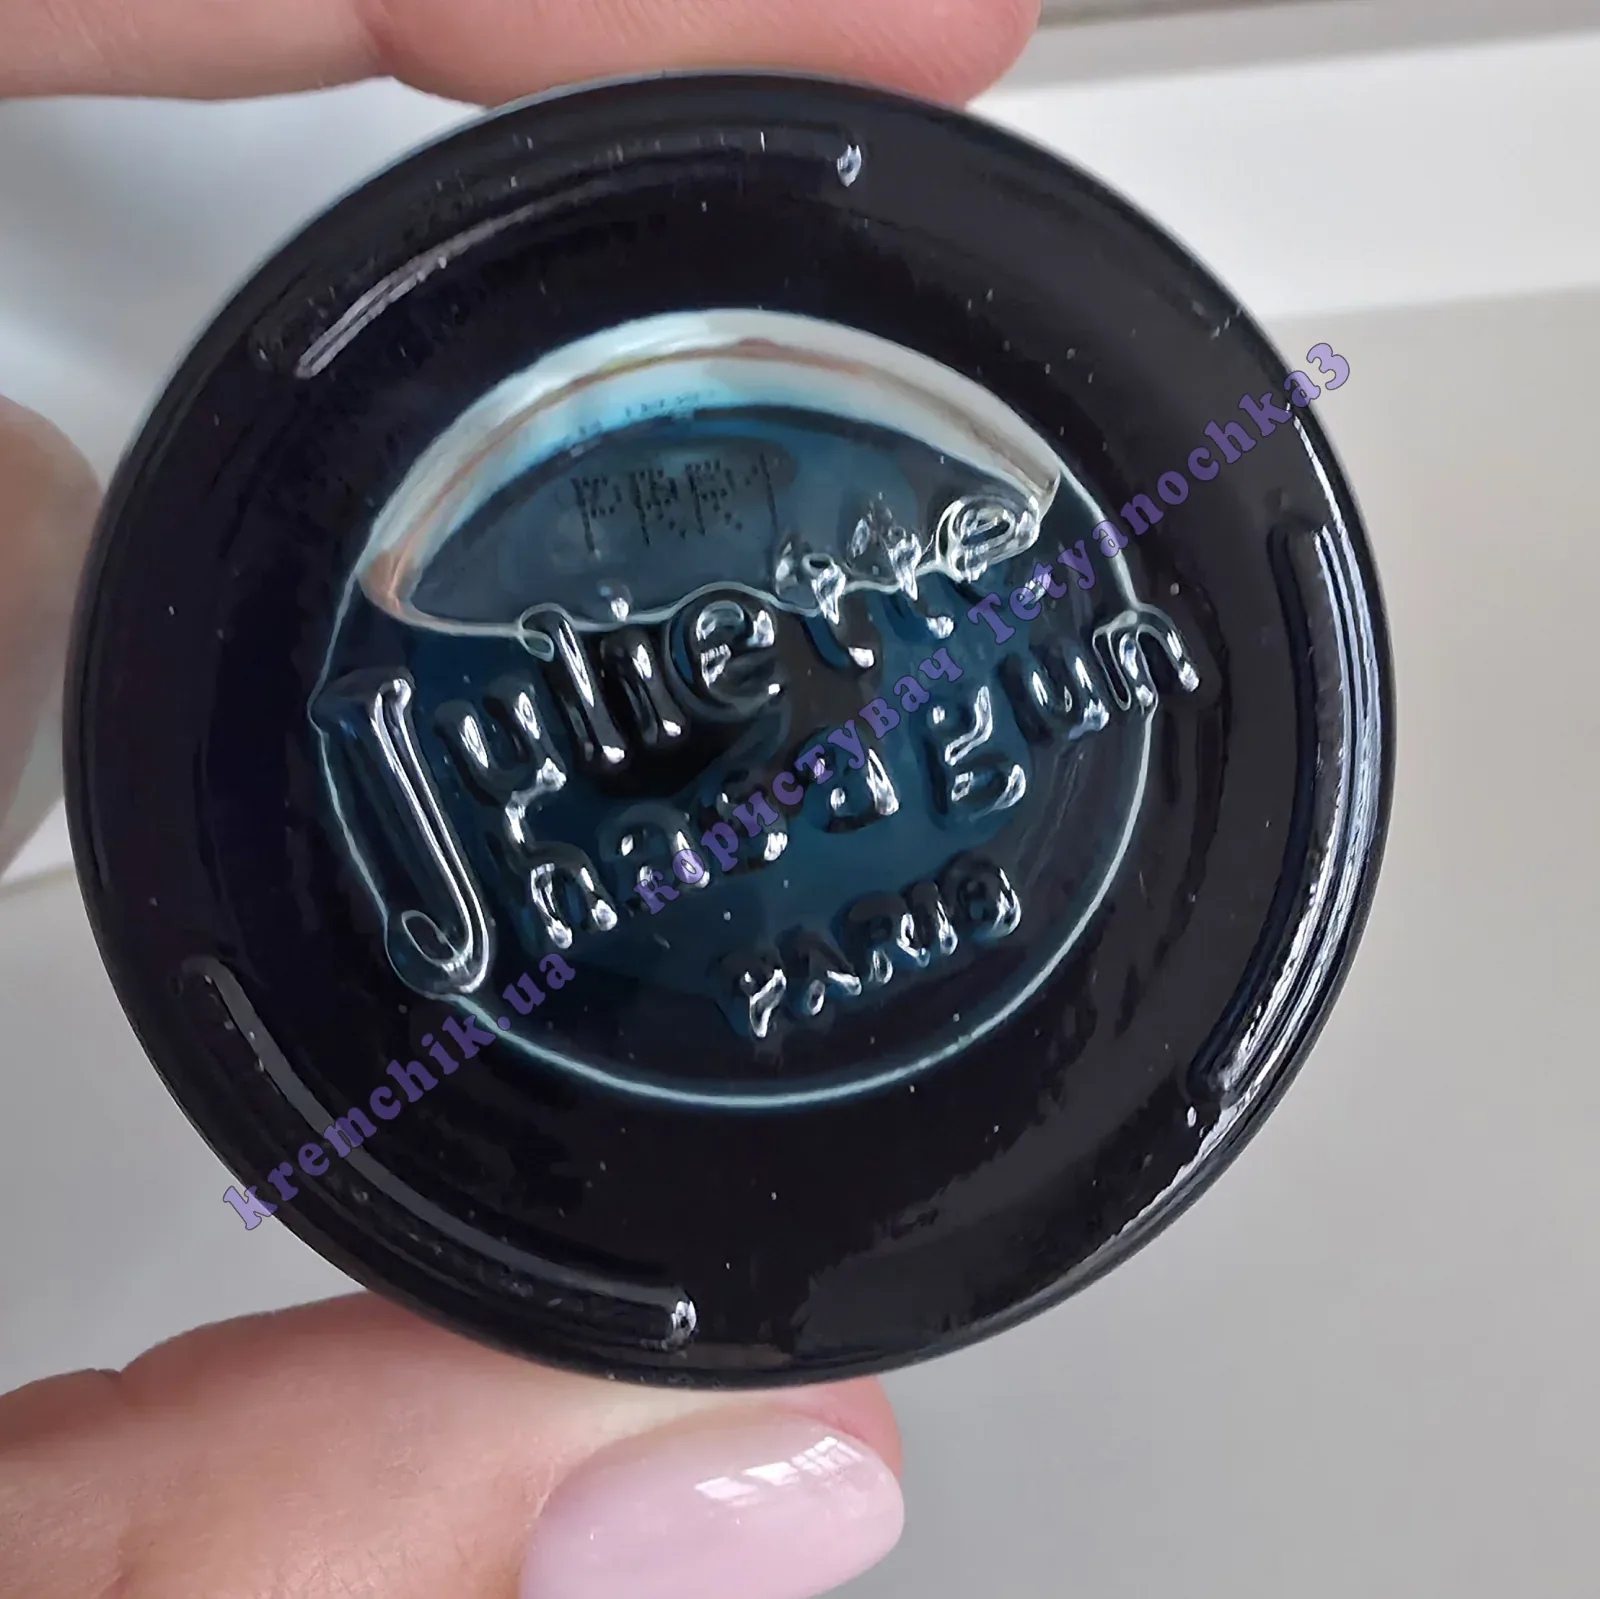 Juliette
has a gun
PARIS
kremchik.ua Користувач Tetyanochka3